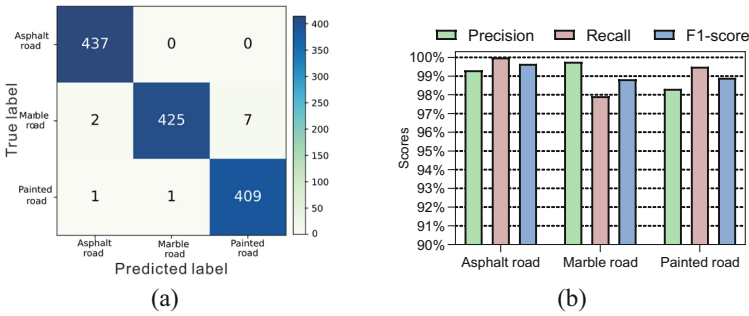 Asphalt
road
437 0 0
Marble
road
2 425 7
Painted
road
1 1 409
True label
Asphalt
road
Marble
road
Painted
road
Predicted label
400
350
300
250
200
150
100
50
0
(a)
Precision Recall F1-score
100%
99%
98%
96%
95%
94%
93%
92%
91%
90%
Scores
Asphalt road Marble road Painted road
(b)